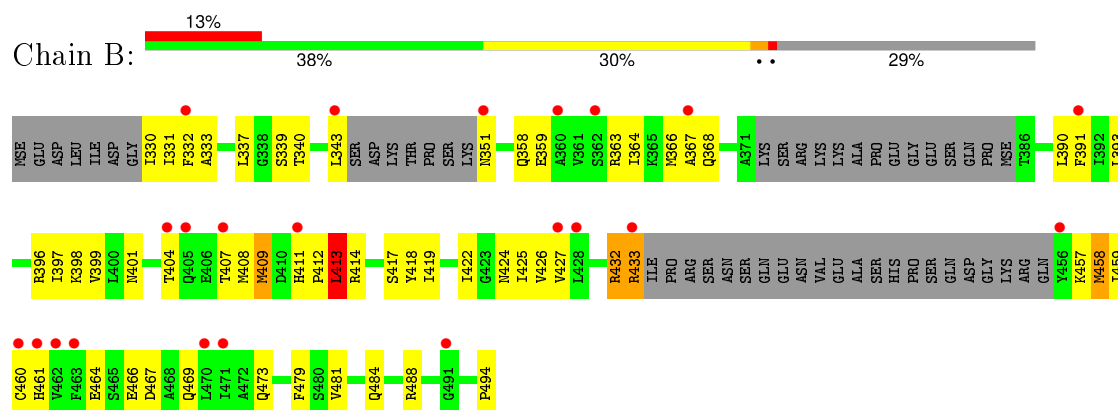 13%
Chain B:
38% 30% • • 29%
MSE GLU ASP LEU ILE ASP GLY I330 I331 F332 A333 L337 G338 S339 T340 L343 SER ASP LYS THR PRO SER LYS N351 Q358 E359 A360 V361 S362 R363 I364 K365 M366 A367 Q368 A371 LYS SER ARG LYS LYS ALA PRO GLU GLY GLU SER GLN PRO MSE T386 L390 F391 I392 L393
R396 I397 K398 V399 L400 N401 T404 Q405 E406 T407 M408 M409 D410 H411 P412 L413 R414 S417 Y418 I419 I422 G423 N424 I425 V426 V427 L428 R432 R433 ILE PRO ARG SER ASN SER GLN GLU ASN VAL GLU ALA SER HIS PRO SER GLN ASP GLY LYS ARG GLN Y456 K457 M458 I459
C460 H461 V462 F463 E464 S465 E466 D467 A468 Q469 L470 I471 A472 Q473 F479 S480 V481 Q484 R488 G491 P494